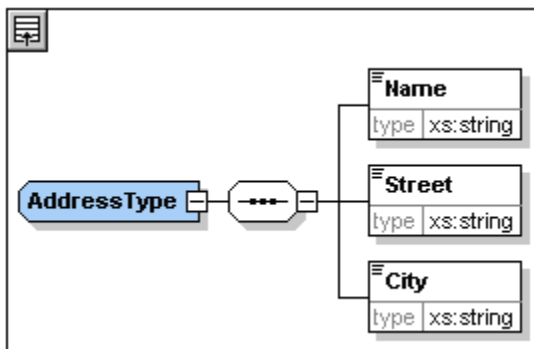 Name
type xs:string
AddressType
Street
type xs:string
City
type xs:string